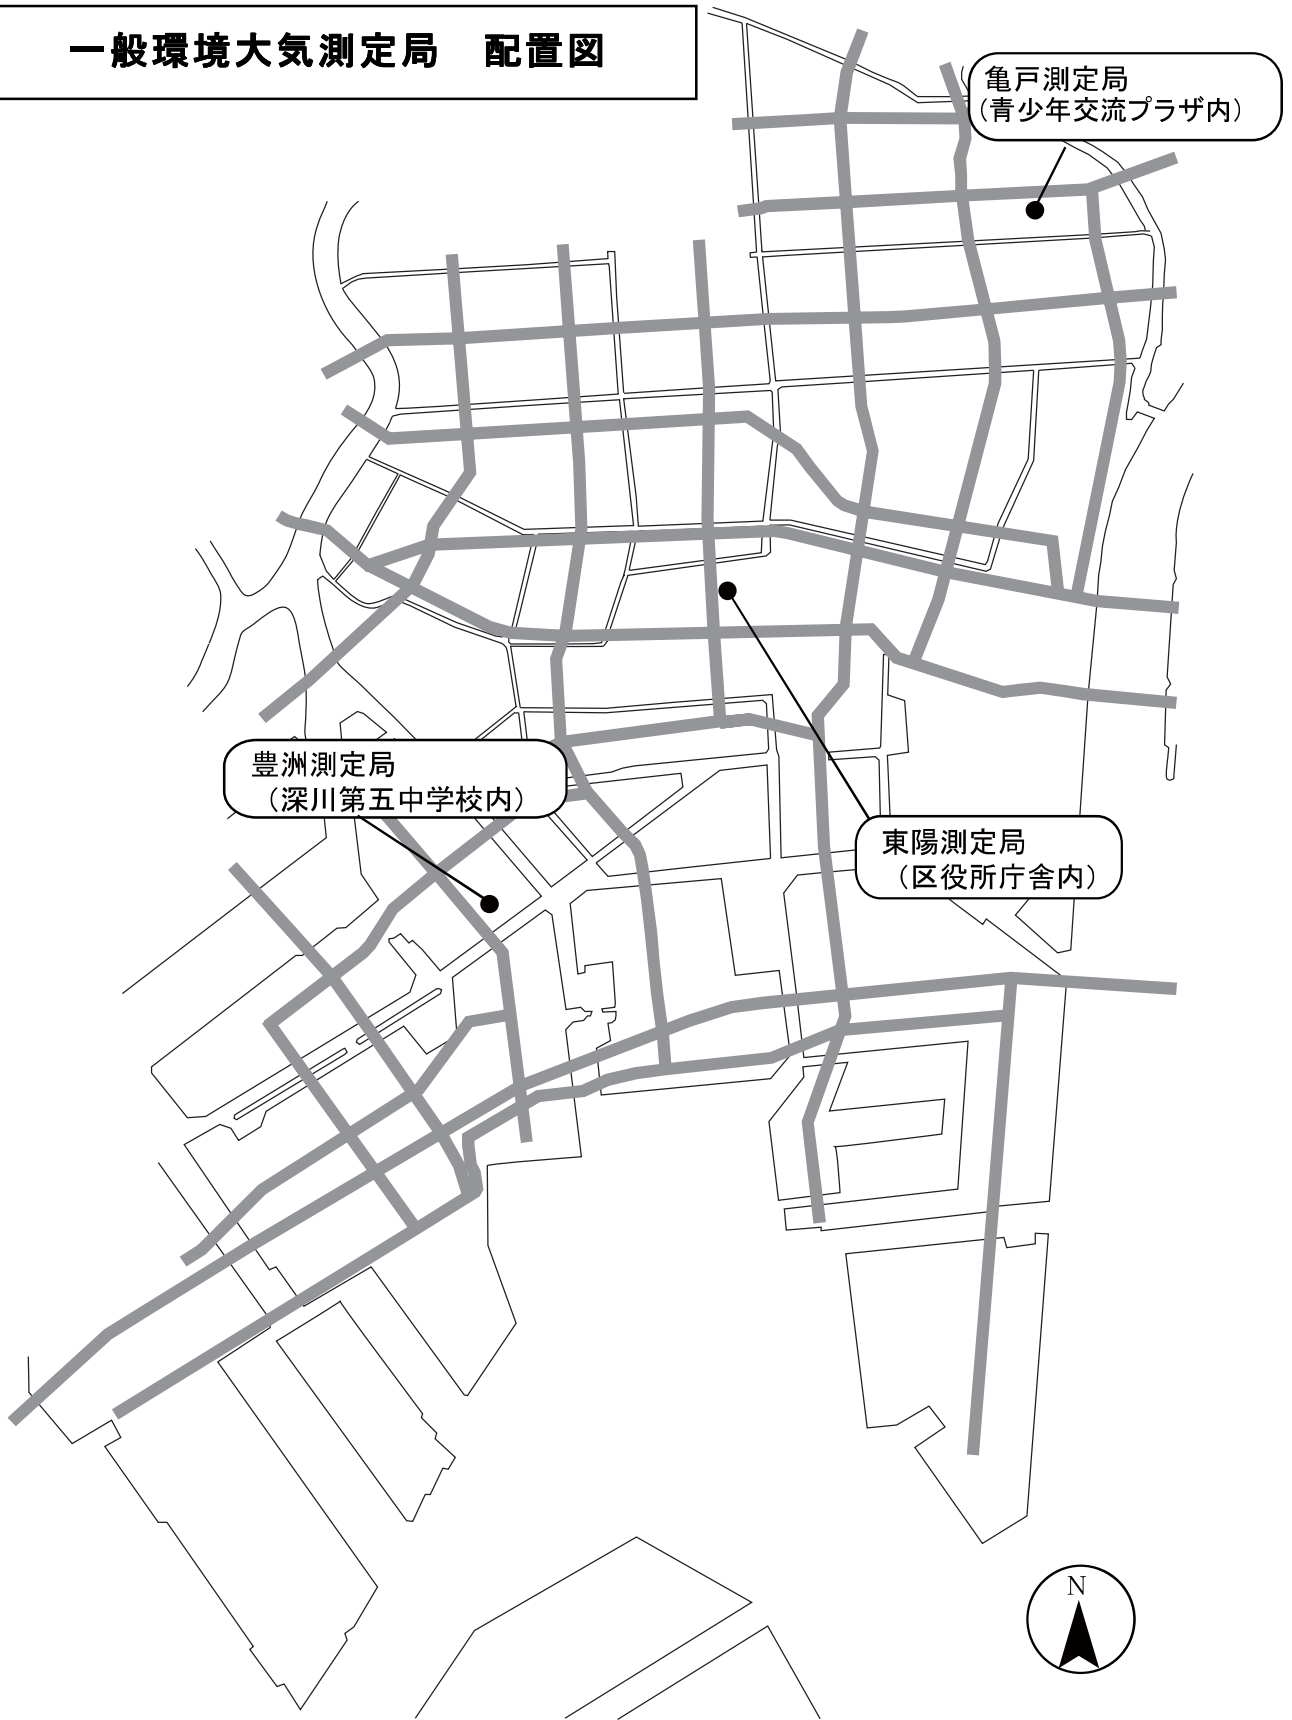 一般環境大気測定局　配置図
亀戸測定局
（青少年交流プラザ内）
豊洲測定局
（深川第五中学校内）
東陽測定局
（区役所庁舎内）
N